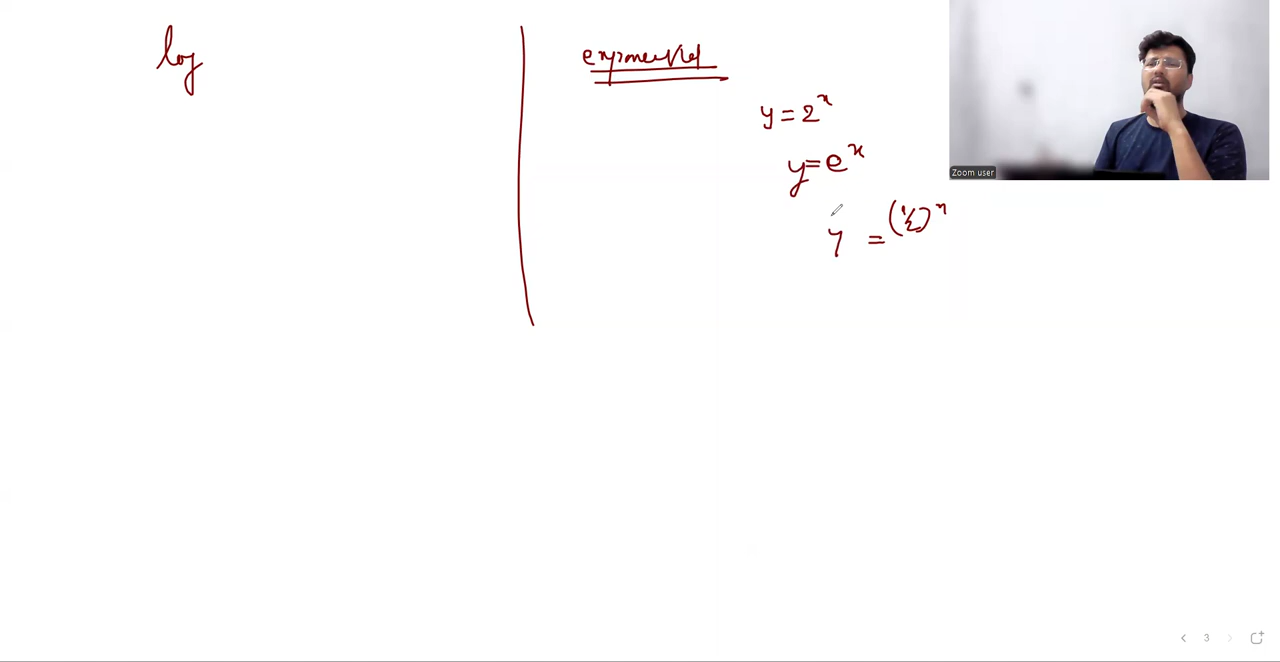 log
exponential
y = 2^x
y = e^x
y = (1/2)^x
Zoom user
3